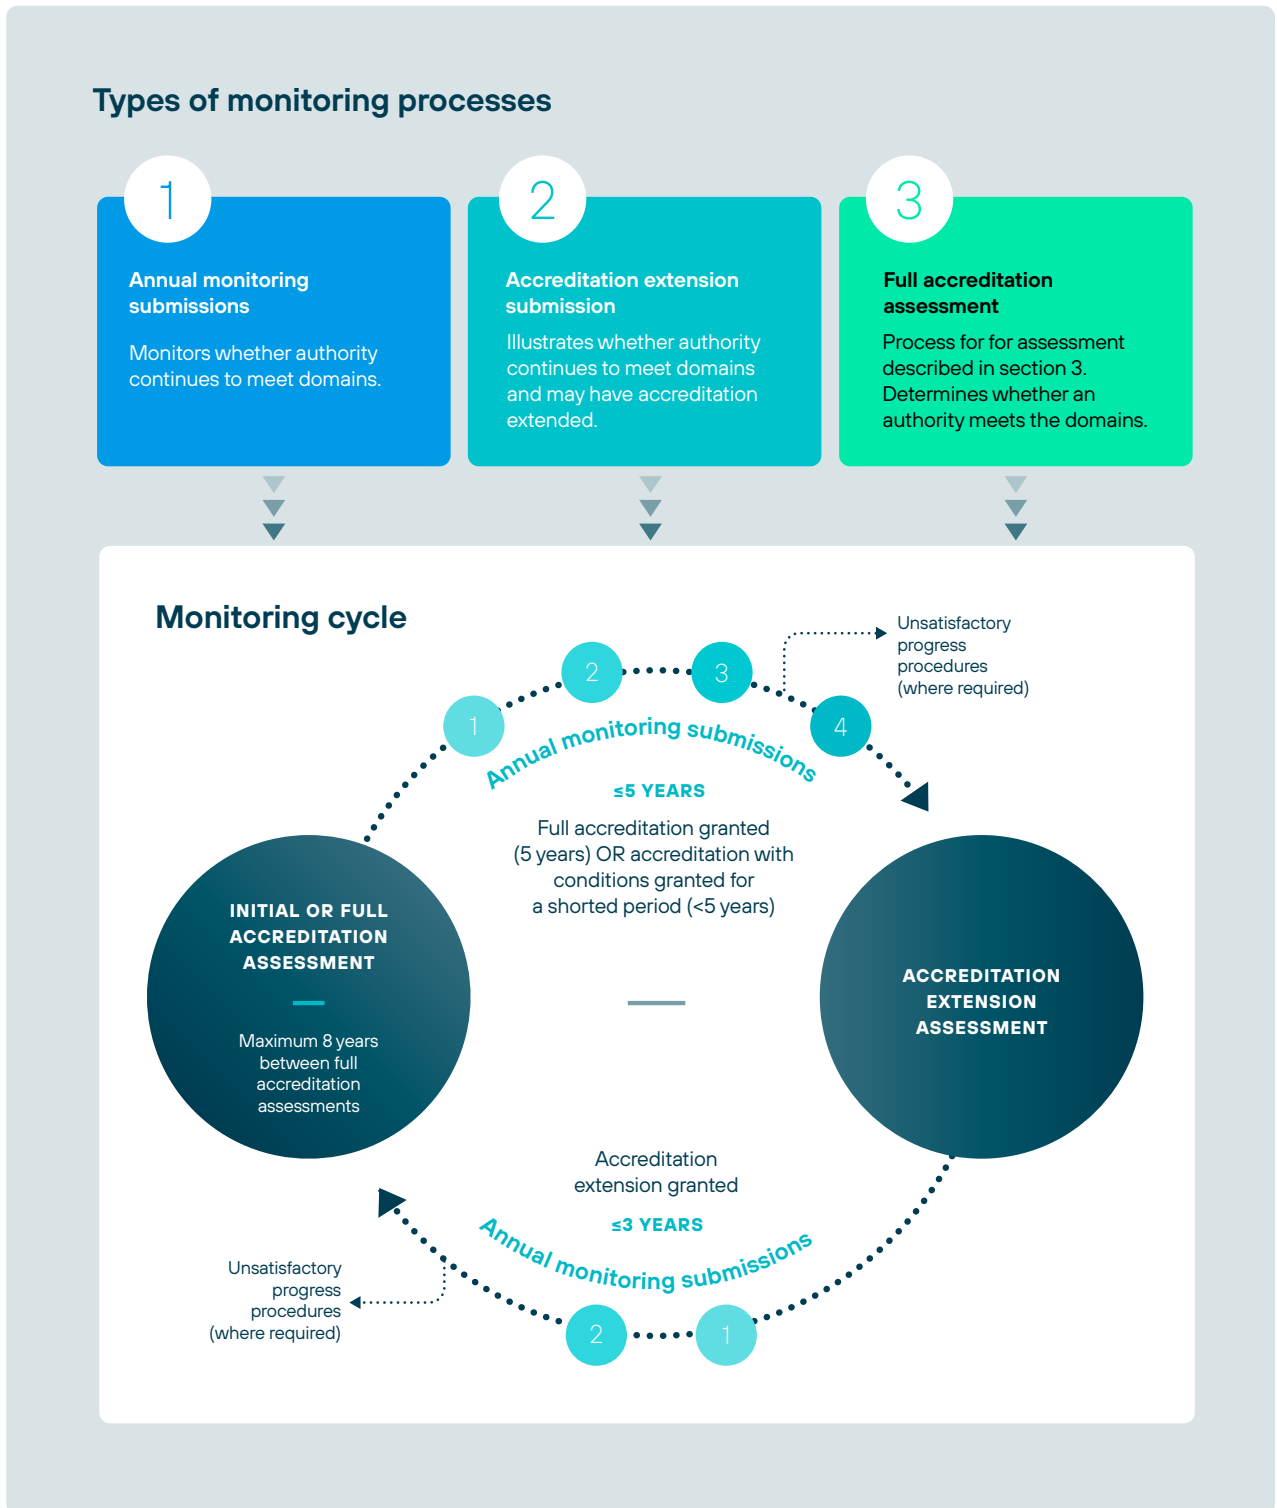 Types of monitoring processes
1
Annual monitoring
submissions
Monitors whether authority
continues to meet domains.
2
Accreditation extension
submission
Illustrates whether authority
continues to meet domains
and may have accreditation
extended.
3
Full accreditation
assessment
Process for for assessment
described in section 3.
Determines whether an
authority meets the domains.
Monitoring cycle
1
2
3
4
Unsatisfactory
progress
procedures
(where required)
Annual monitoring submissions
≤5 YEARS
Full accreditation granted
(5 years) OR accreditation with
conditions granted for
a shorted period (<5 years)
INITIAL OR FULL
ACCREDITATION
ASSESSMENT
Maximum 8 years
between full
accreditation
assessments
ACCREDITATION
EXTENSION
ASSESSMENT
Accreditation
extension granted
≤3 YEARS
Annual monitoring submissions
Unsatisfactory
progress
procedures
(where required)
2
1